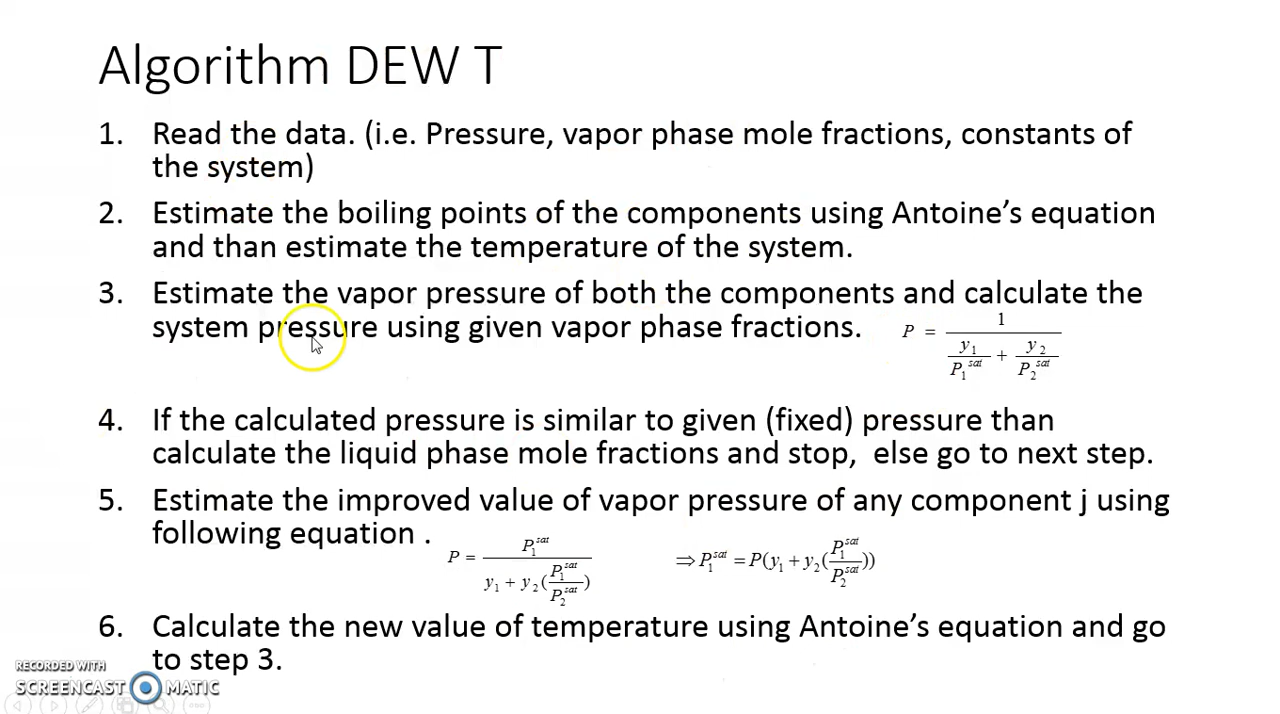 Algorithm DEW T
1. Read the data. (i.e. Pressure, vapor phase mole fractions, constants of
the system)
2. Estimate the boiling points of the components using Antoine’s equation
and than estimate the temperature of the system.
3. Estimate the vapor pressure of both the components and calculate the
system pressure using given vapor phase fractions.
P = 1 / (y₁/P₁ˢᵃᵗ + y₂/P₂ˢᵃᵗ)
4. If the calculated pressure is similar to given (fixed) pressure than
calculate the liquid phase mole fractions and stop, else go to next step.
5. Estimate the improved value of vapor pressure of any component j using
following equation .
P = P₁ˢᵃᵗ / (y₁ + y₂(P₁ˢᵃᵗ/P₂ˢᵃᵗ)) ⇒ P₁ˢᵃᵗ = P(y₁ + y₂(P₁ˢᵃᵗ/P₂ˢᵃᵗ))
6. Calculate the new value of temperature using Antoine’s equation and go
to step 3.
RECORDED WITH
SCREENCAST MATIC